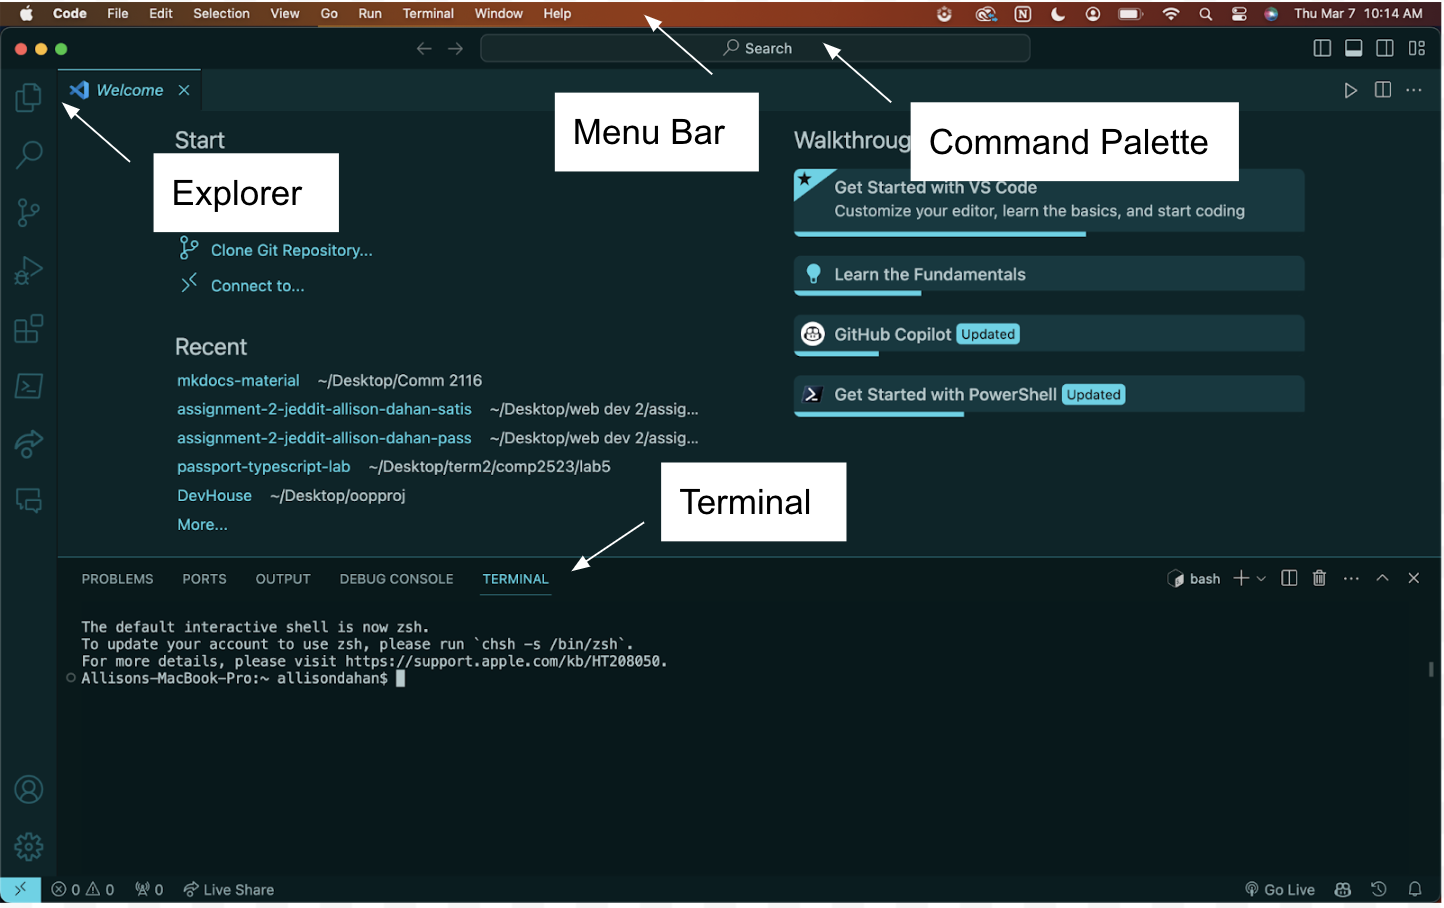 Code File Edit Selection View Go Run Terminal Window Help Thu Mar 7 10:14 AM
Search
Welcome
Menu Bar
Command Palette
Explorer
Start
Clone Git Repository...
Connect to...
Recent
mkdocs-material ~/Desktop/Comm 2116
assignment-2-jeddit-allison-dahan-satis ~/Desktop/web dev 2/assig...
assignment-2-jeddit-allison-dahan-pass ~/Desktop/web dev 2/assig...
passport-typescript-lab ~/Desktop/term2/comp2523/lab5
DevHouse ~/Desktop/oopproj
More...
Walkthroug
Get Started with VS Code
Customize your editor, learn the basics, and start coding
Learn the Fundamentals
GitHub Copilot Updated
Get Started with PowerShell Updated
Terminal
PROBLEMS PORTS OUTPUT DEBUG CONSOLE TERMINAL bash
The default interactive shell is now zsh.
To update your account to use zsh, please run `chsh -s /bin/zsh`.
For more details, please visit https://support.apple.com/kb/HT208050.
Allisons-MacBook-Pro:~ allisondahan$
0 0 0 Live Share Go Live